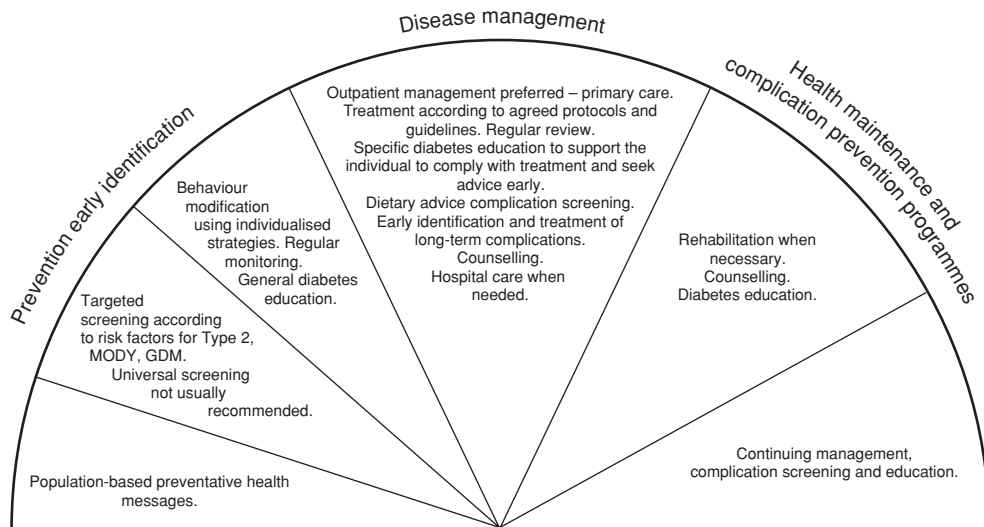 Disease management
Prevention early identification
Health maintenance and
complication prevention programmes
Population-based preventative health
messages.
Targeted
screening according
to risk factors for Type 2,
MODY, GDM.
Universal screening
not usually
recommended.
Behaviour
modification
using individualised
strategies. Regular
monitoring.
General diabetes
education.
Outpatient management preferred – primary care.
Treatment according to agreed protocols and
guidelines. Regular review.
Specific diabetes education to support the
individual to comply with treatment and seek
advice early.
Dietary advice complication screening.
Early identification and treatment of
long-term complications.
Counselling.
Hospital care when
needed.
Rehabilitation when
necessary.
Counselling.
Diabetes education.
Continuing management,
complication screening and education.